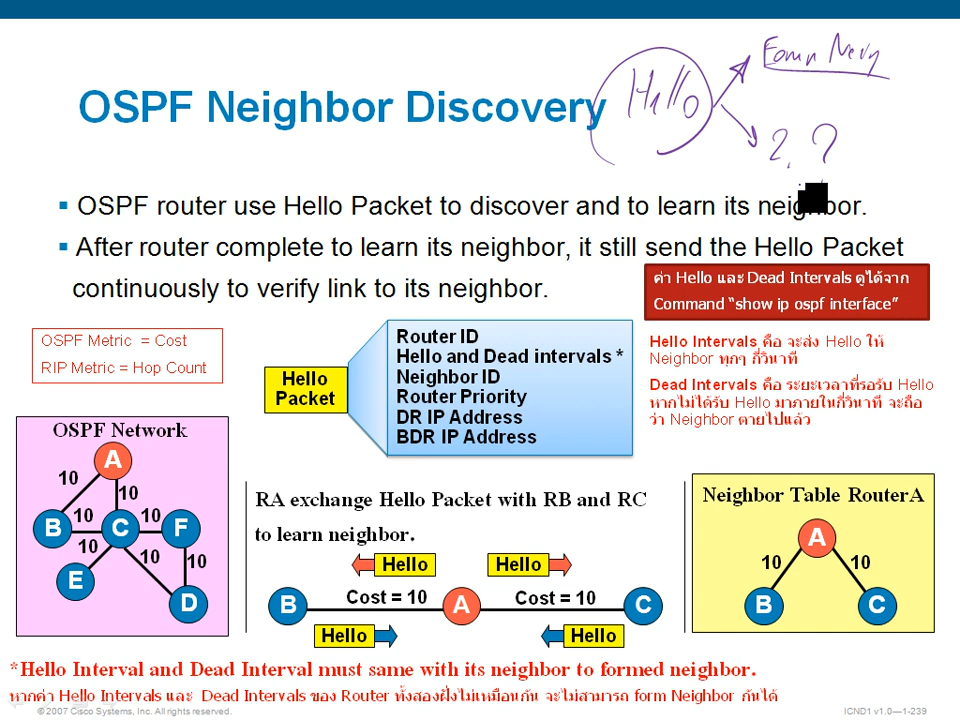 Hello
Form
2. ?
OSPF Neighbor Discovery
▪ OSPF router use Hello Packet to discover and to learn its neighbor.
▪ After router complete to learn its neighbor, it still send the Hello Packet
continuously to verify link to its neighbor.
ค่า Hello และ Dead Intervals ดูได้จาก
Command “show ip ospf interface”
OSPF Metric = Cost
RIP Metric = Hop Count
Hello
Packet
Router ID
Hello and Dead intervals *
Neighbor ID
Router Priority
DR IP Address
BDR IP Address
Hello Intervals คือ จะส่ง Hello ให้
Neighbor ทุกๆ กี่วินาที
Dead Intervals คือ ระยะเวลาที่รอรับ Hello
หากไม่ได้รับ Hello มาภายในกี่วินาที จะถือ
ว่า Neighbor ตายไปแล้ว
OSPF Network
A
10
10
B
10
C
10
F
10
10
10
E
D
RA exchange Hello Packet with RB and RC
to learn neighbor.
Hello
Hello
B
Cost = 10
A
Cost = 10
C
Hello
Hello
Neighbor Table RouterA
A
10
10
B
C
*Hello Interval and Dead Interval must same with its neighbor to formed neighbor.
หากค่า Hello Intervals และ Dead Intervals ของ Router ทั้งสองฝั่งไม่เหมือนกัน จะไม่สามารถ form Neighbor กันได้
© 2007 Cisco Systems, Inc. All rights reserved.
ICND1 v1.0—1-239